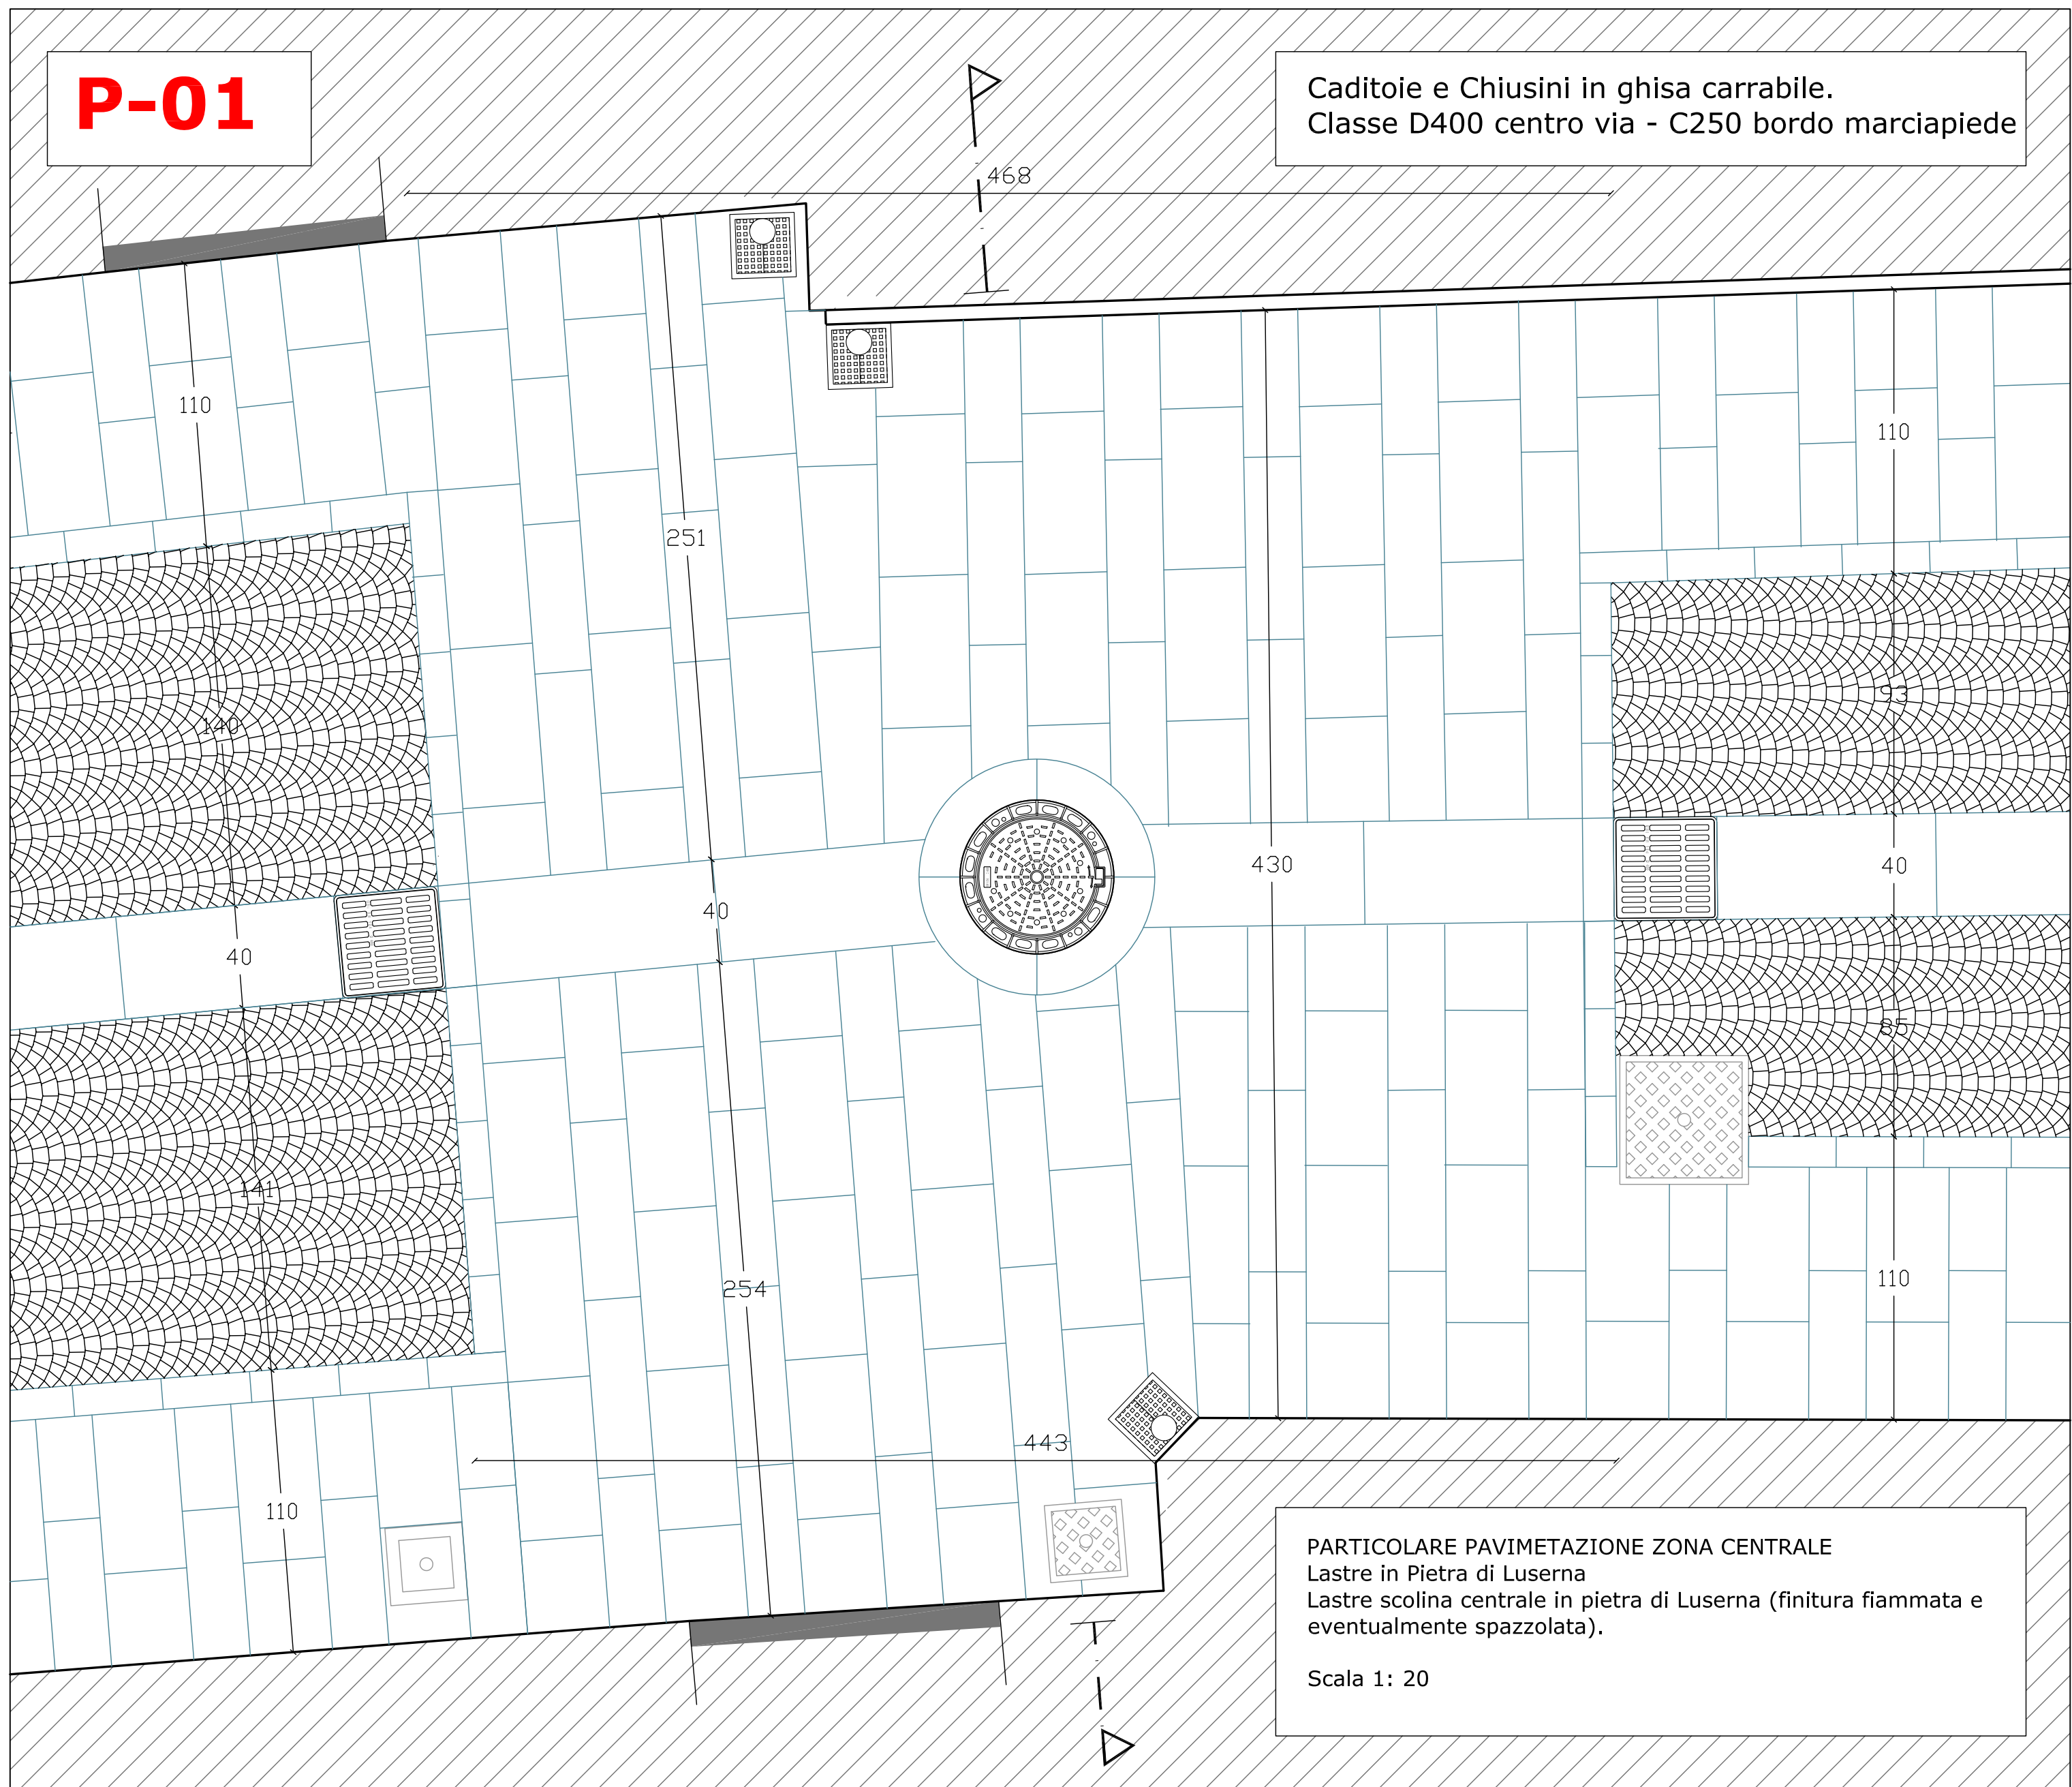 P-01
Caditoie e Chiusini in ghisa carrabile.
Classe D400 centro via - C250 bordo marciapiede
468
110
110
251
93
140
430
40
40
40
85
141
110
254
443
110
PARTICOLARE PAVIMETAZIONE ZONA CENTRALE
Lastre in Pietra di Luserna
Lastre scolina centrale in pietra di Luserna (finitura fiammata e
eventualmente spazzolata).
Scala 1: 20